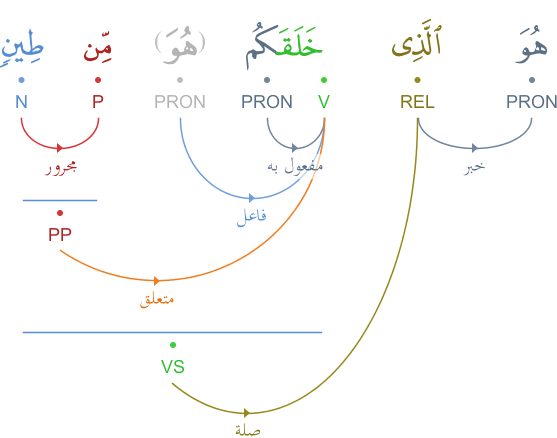 هُوَ ٱلَّذِى خَلَقَكُم (هُوَ) مِّن طِينٍ
PRON REL V PRON PRON P N
خبر مفعول به مجرور
فاعل
PP
متعلق
VS
صلة